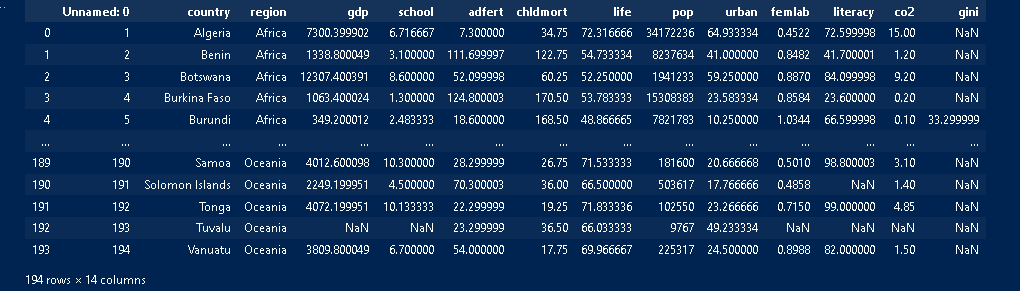 Unnamed: 0 country region gdp school adfert chldmort life pop urban femlab literacy co2 gini
0 1 Algeria Africa 7300.399902 6.716667 7.300000 34.75 72.316666 34172236 64.933334 0.4522 72.599998 15.00 NaN
1 2 Benin Africa 1338.800049 3.100000 111.699997 122.75 54.733334 8237634 41.000000 0.8482 41.700001 1.20 NaN
2 3 Botswana Africa 12307.400391 8.600000 52.099998 60.25 52.250000 1941233 59.250000 0.8870 84.099998 9.20 NaN
3 4 Burkina Faso Africa 1063.400024 1.300000 124.800003 170.50 53.783333 15308383 23.583334 0.8584 23.600000 0.20 NaN
4 5 Burundi Africa 349.200012 2.483333 18.600000 168.50 48.866665 7821783 10.250000 1.0344 66.599998 0.10 33.299999
... ... ... ... ... ... ... ... ... ... ... ... ... ... ...
189 190 Samoa Oceania 4012.600098 10.300000 28.299999 26.75 71.533333 181600 20.666668 0.5010 98.800003 3.10 NaN
190 191 Solomon Islands Oceania 2249.199951 4.500000 70.300003 36.00 66.500000 503617 17.766666 0.4858 NaN 1.40 NaN
191 192 Tonga Oceania 4072.199951 10.133333 22.299999 19.25 71.833336 102550 23.266666 0.7150 99.000000 4.85 NaN
192 193 Tuvalu Oceania NaN NaN 23.299999 36.50 66.033333 9767 49.233334 NaN NaN NaN NaN
193 194 Vanuatu Oceania 3809.800049 6.700000 54.000000 17.75 69.966667 225317 24.500000 0.8988 82.000000 1.50 NaN
194 rows × 14 columns